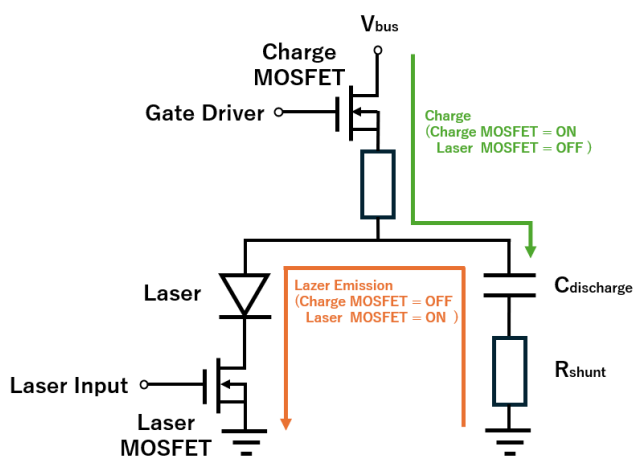 Vbus
Charge
MOSFET
Gate Driver
Charge
(Charge MOSFET = ON
Laser MOSFET = OFF )
Lazer Emission
(Charge MOSFET = OFF
Laser MOSFET = ON )
Laser
Cdischarge
Rshunt
Laser Input
Laser
MOSFET